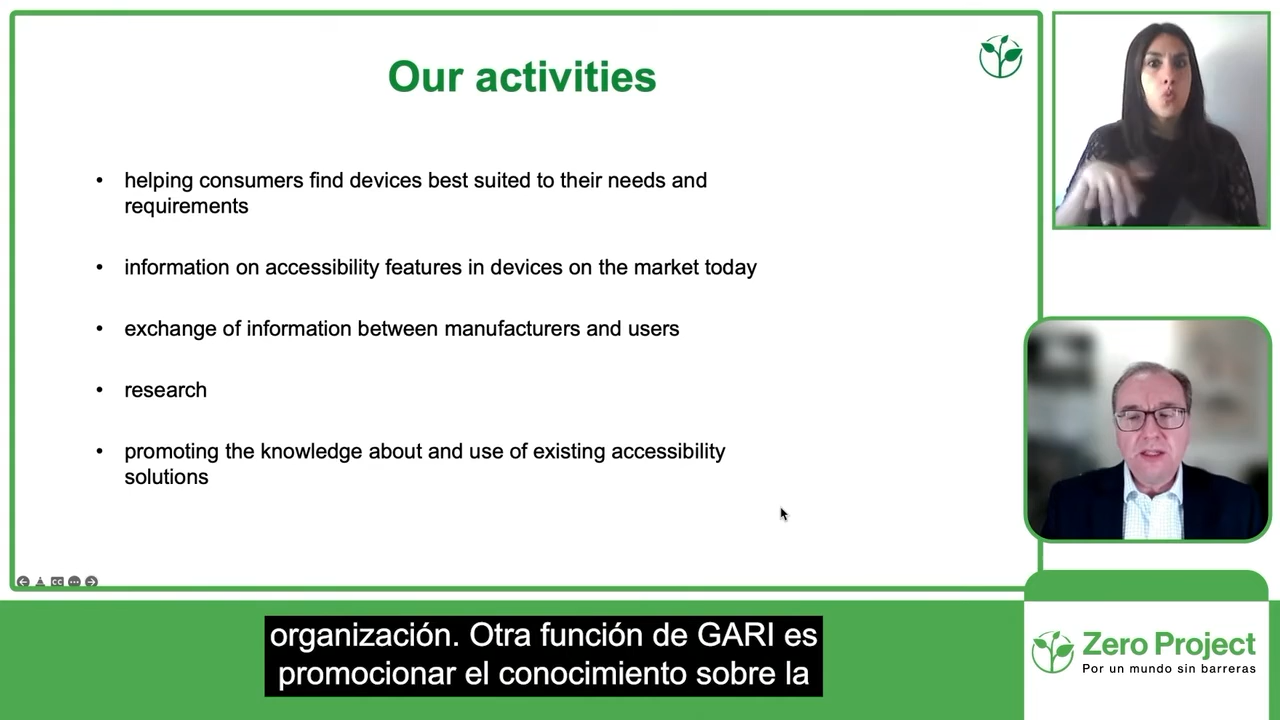 Our activities
• helping consumers find devices best suited to their needs and
requirements
• information on accessibility features in devices on the market today
• exchange of information between manufacturers and users
• research
• promoting the knowledge about and use of existing accessibility
solutions
organización. Otra función de GARI es
promocionar el conocimiento sobre la
Zero Project
Por un mundo sin barreras